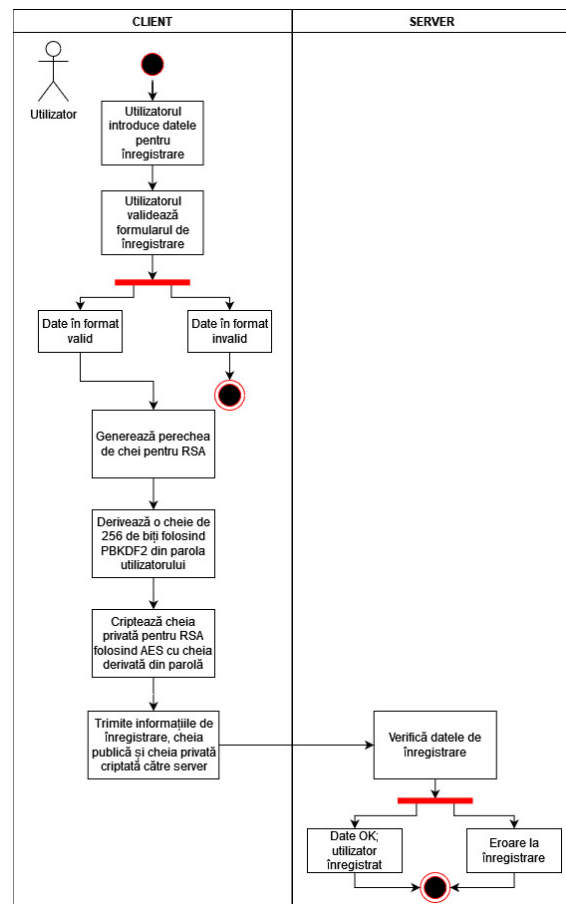 CLIENT
SERVER
Utilizator
Utilizatorul
introduce datele
pentru
înregistrare
Utilizatorul
validează
formularul de
înregistrare
Date în format
valid
Date în format
invalid
Generează perechea
de chei pentru RSA
Derivează o cheie de
256 de biți folosind
PBKDF2 din parola
utilizatorului
Criptează cheia
privată pentru RSA
folosind AES cu cheia
derivată din parolă
Trimite informațiile de
înregistrare, cheia
publică și cheia privată
criptată către server
Verifică datele de
înregistrare
Date OK;
utilizator
înregistrat
Eroare la
înregistrare